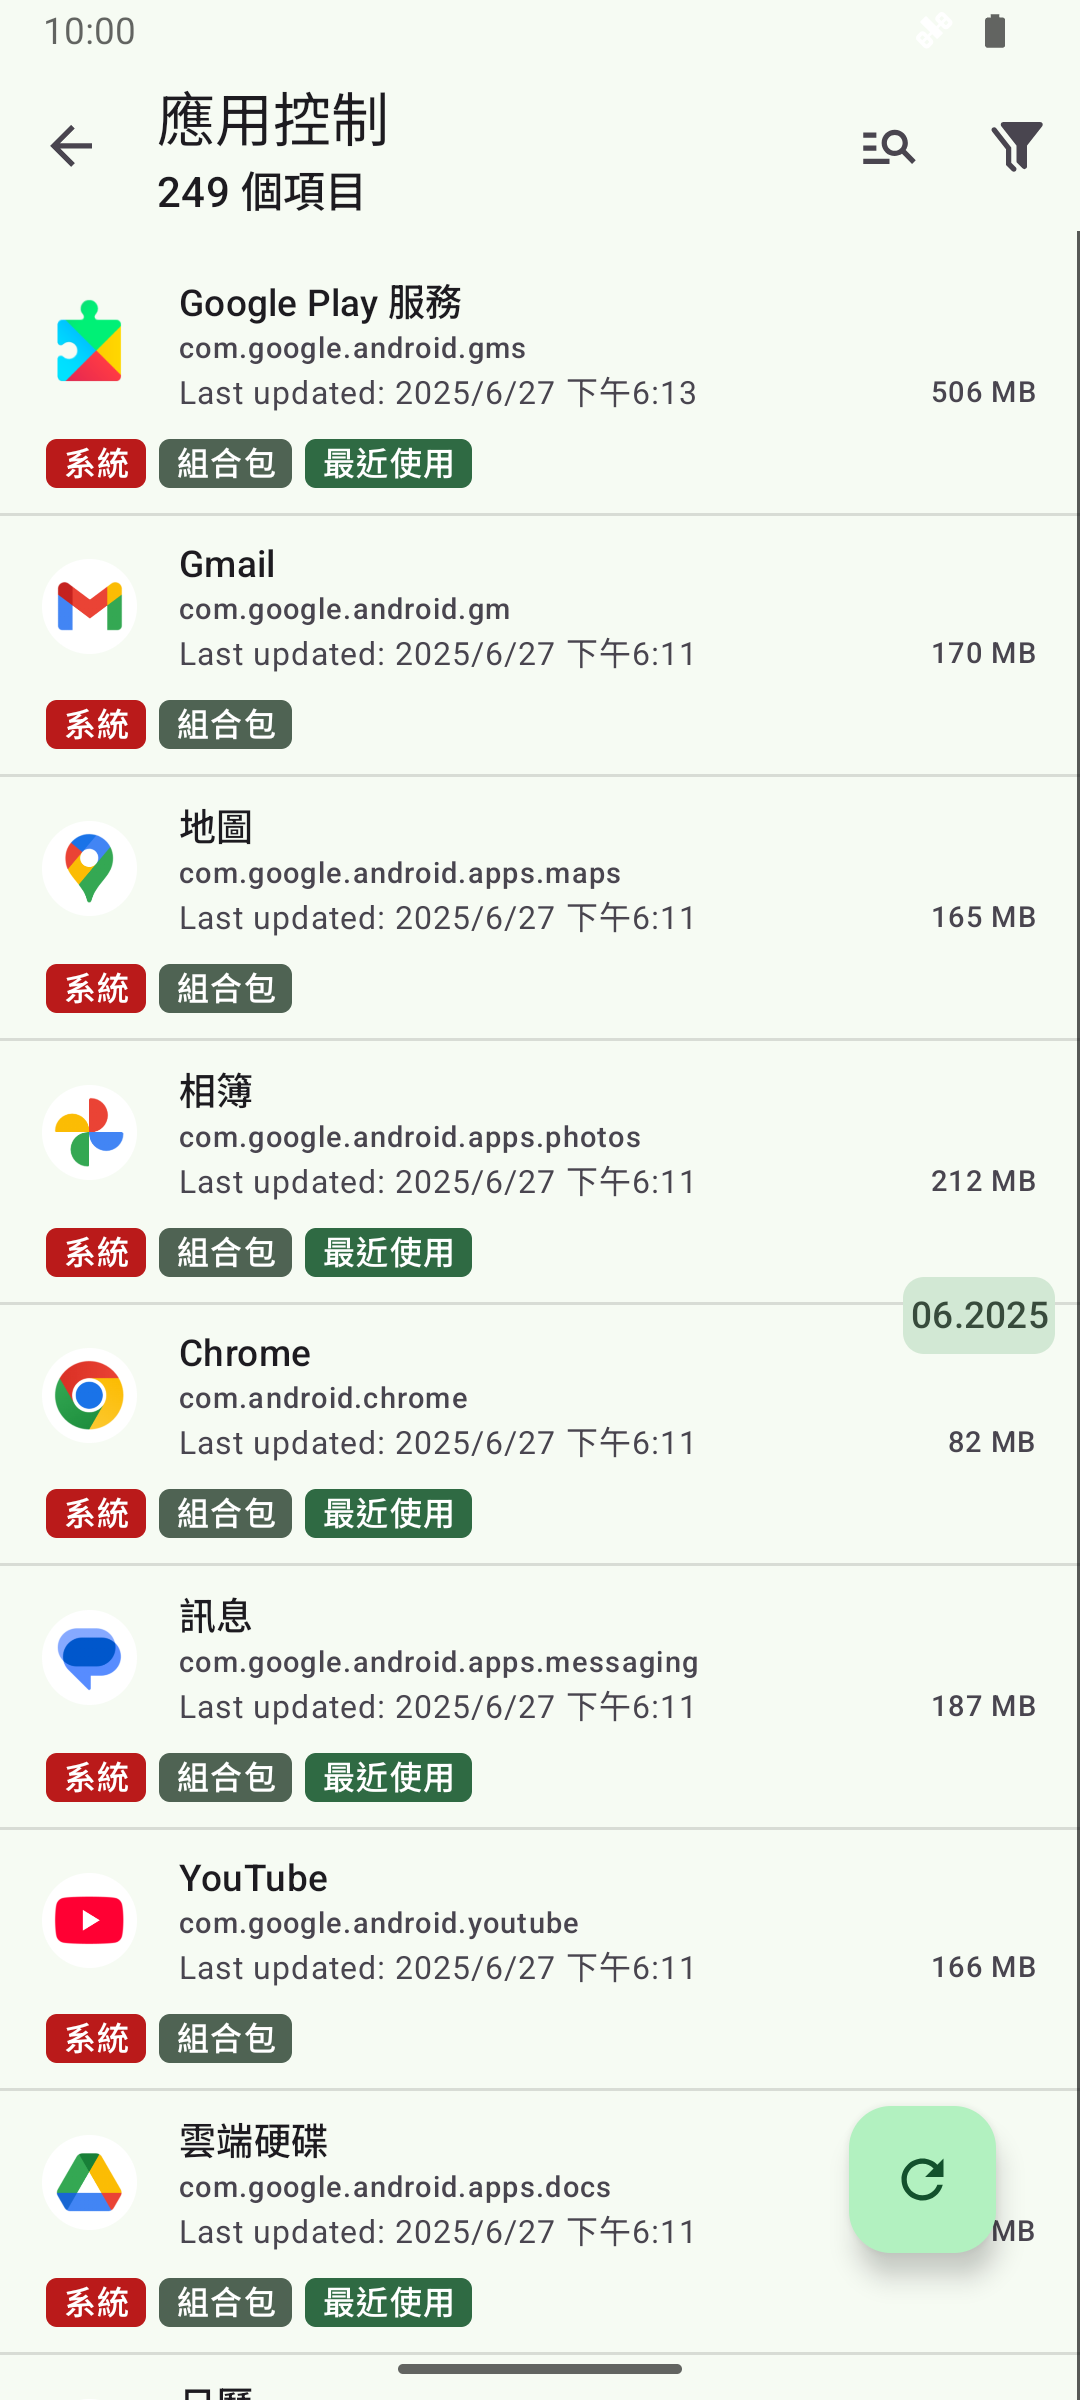 10:00
應用控制
249 個項目
Google Play 服務
com.google.android.gms
Last updated: 2025/6/27 下午6:13
506 MB
系統 組合包 最近使用
Gmail
com.google.android.gm
Last updated: 2025/6/27 下午6:11
170 MB
系統 組合包
地圖
com.google.android.apps.maps
Last updated: 2025/6/27 下午6:11
165 MB
系統 組合包
相簿
com.google.android.apps.photos
Last updated: 2025/6/27 下午6:11
212 MB
系統 組合包 最近使用
06.2025
Chrome
com.android.chrome
Last updated: 2025/6/27 下午6:11
82 MB
系統 組合包 最近使用
訊息
com.google.android.apps.messaging
Last updated: 2025/6/27 下午6:11
187 MB
系統 組合包 最近使用
YouTube
com.google.android.youtube
Last updated: 2025/6/27 下午6:11
166 MB
系統 組合包
雲端硬碟
com.google.android.apps.docs
Last updated: 2025/6/27 下午6:11
MB
系統 組合包 最近使用